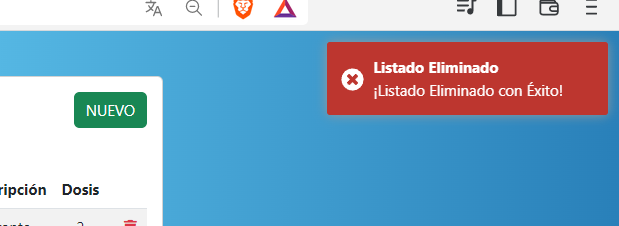 Listado Eliminado
¡Listado Eliminado con Éxito!
NUEVO
ripción Dosis